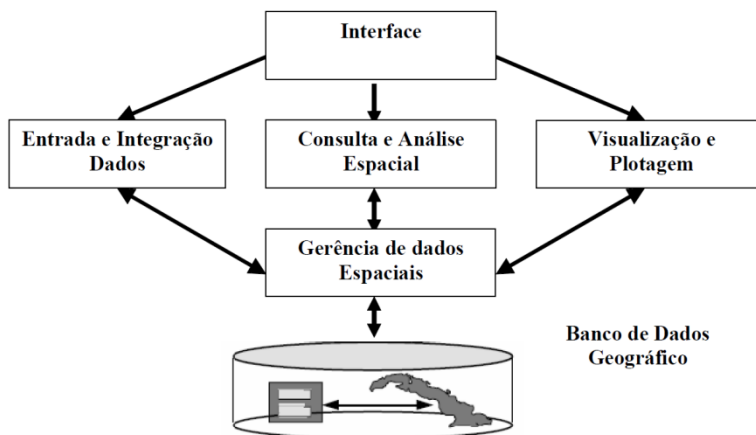 Interface
Entrada e Integração
Dados
Consulta e Análise
Espacial
Visualização e
Plotagem
Gerência de dados
Espaciais
Banco de Dados
Geográfico